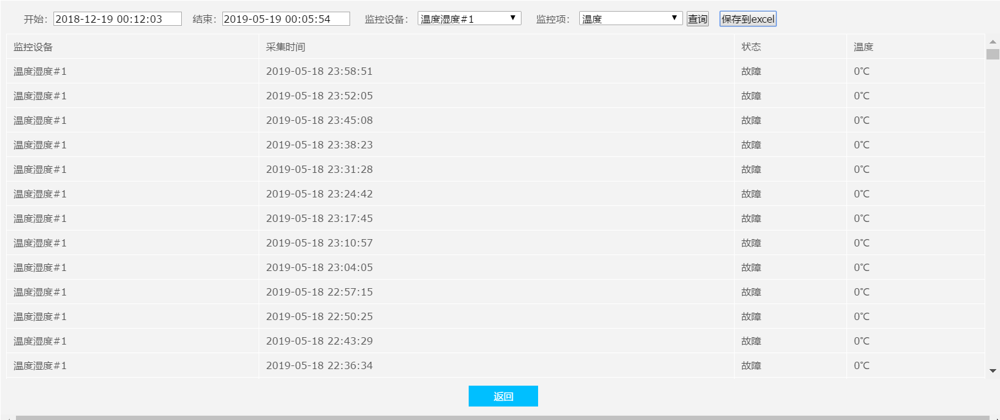 开始: 2018-12-19 00:12:03 结束: 2019-05-19 00:05:54 监控设备: 温度湿度#1 监控项: 温度 查询 保存到excel
监控设备 采集时间 状态 温度
温度湿度#1 2019-05-18 23:58:51 故障 0℃
温度湿度#1 2019-05-18 23:52:05 故障 0℃
温度湿度#1 2019-05-18 23:45:08 故障 0℃
温度湿度#1 2019-05-18 23:38:23 故障 0℃
温度湿度#1 2019-05-18 23:31:28 故障 0℃
温度湿度#1 2019-05-18 23:24:42 故障 0℃
温度湿度#1 2019-05-18 23:17:45 故障 0℃
温度湿度#1 2019-05-18 23:10:57 故障 0℃
温度湿度#1 2019-05-18 23:04:05 故障 0℃
温度湿度#1 2019-05-18 22:57:15 故障 0℃
温度湿度#1 2019-05-18 22:50:25 故障 0℃
温度湿度#1 2019-05-18 22:43:29 故障 0℃
温度湿度#1 2019-05-18 22:36:34 故障 0℃
返回